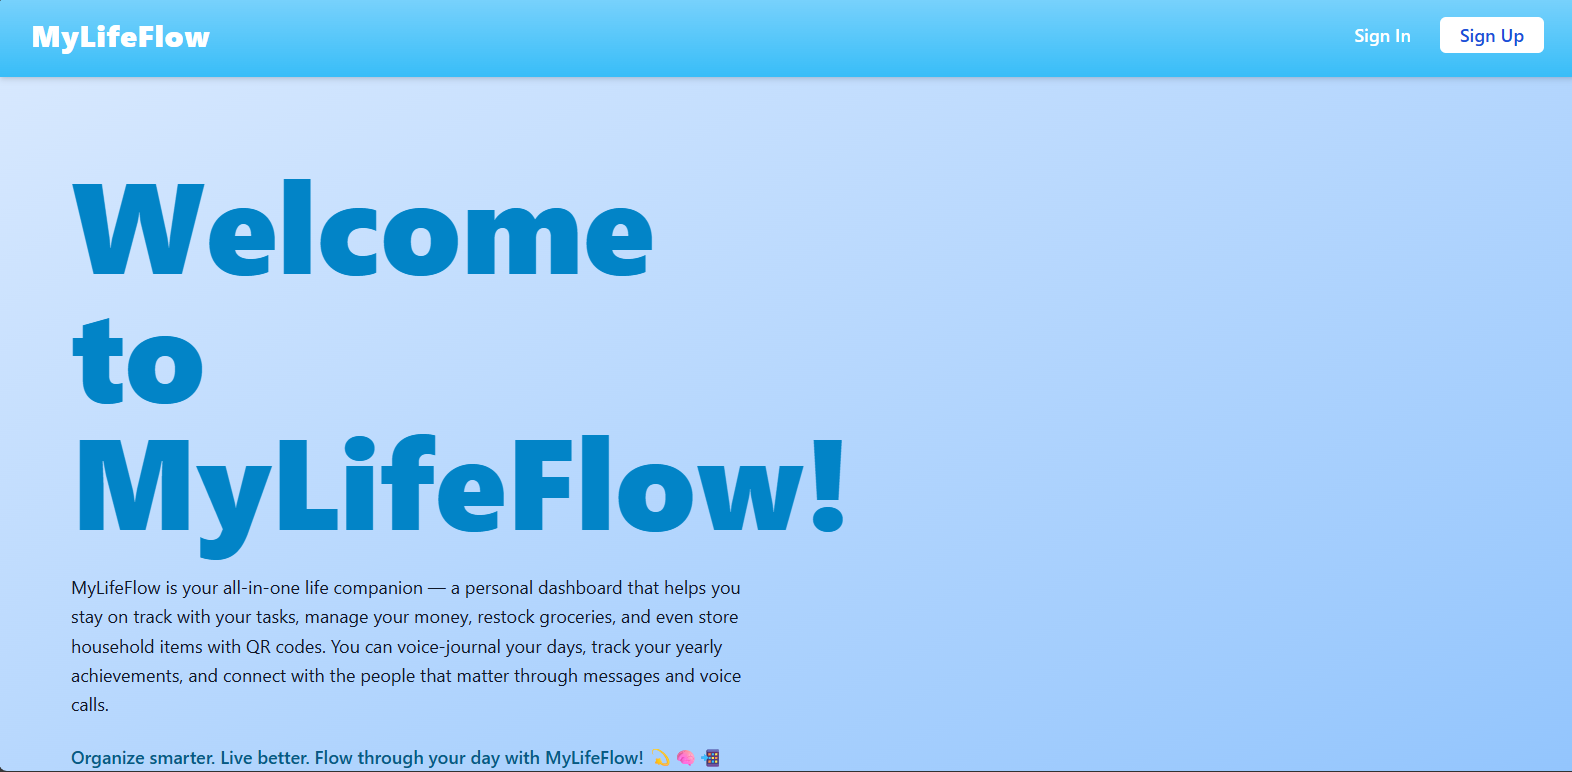 MyLifeFlow
Sign In
Sign Up
Welcome
to
MyLifeFlow!
MyLifeFlow is your all-in-one life companion — a personal dashboard that helps you
stay on track with your tasks, manage your money, restock groceries, and even store
household items with QR codes. You can voice-journal your days, track your yearly
achievements, and connect with the people that matter through messages and voice
calls.
Organize smarter. Live better. Flow through your day with MyLifeFlow! 💫 🧠 📲